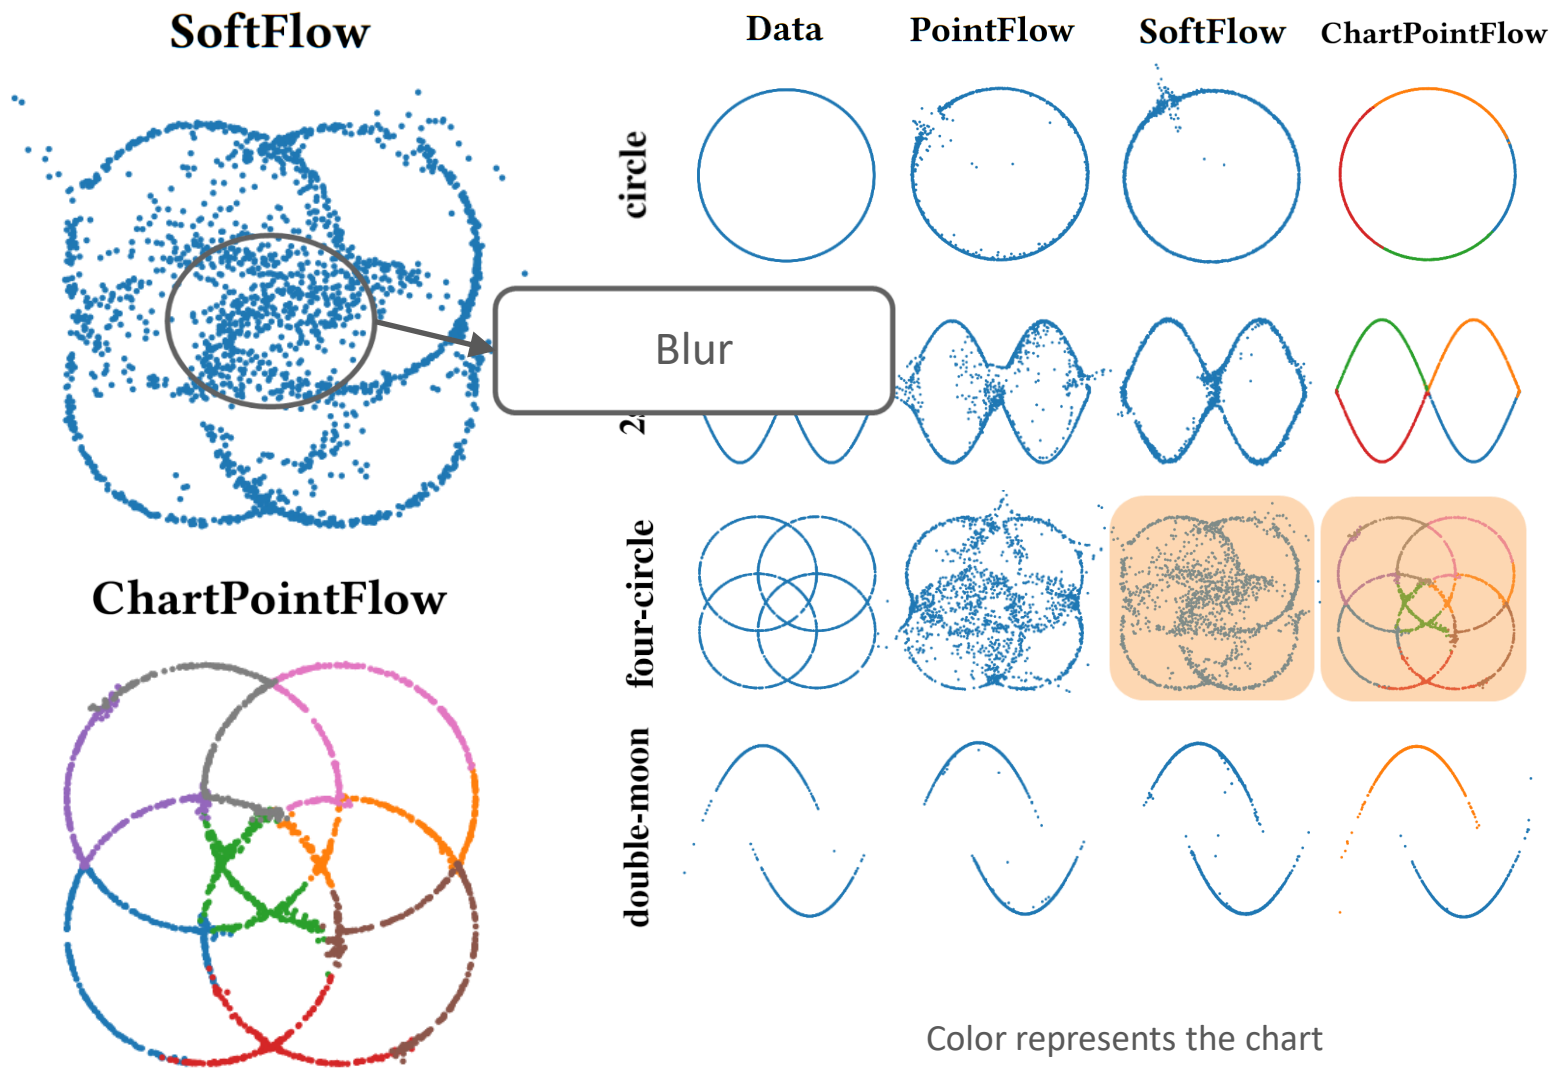 SoftFlow
Data PointFlow SoftFlow ChartPointFlow
circle
Blur
four-circle
ChartPointFlow
double-moon
Color represents the chart